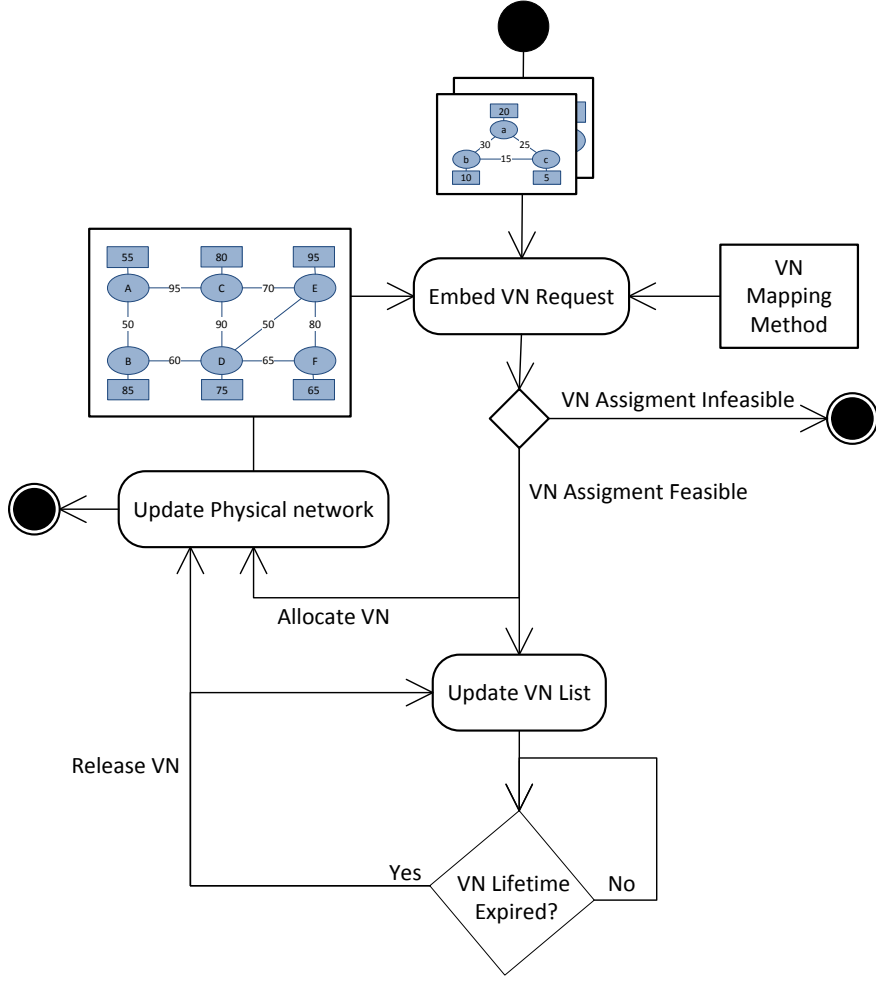 20
a
30 25
b 15 c
10 5
55 80 95
A 95 C 70 E
50 90 50 80
B 60 D 65 F
85 75 65
Embed VN Request
VN
Mapping
Method
VN Assigment Infeasible
VN Assigment Feasible
Update Physical network
Allocate VN
Update VN List
Release VN
Yes
VN Lifetime
Expired?
No